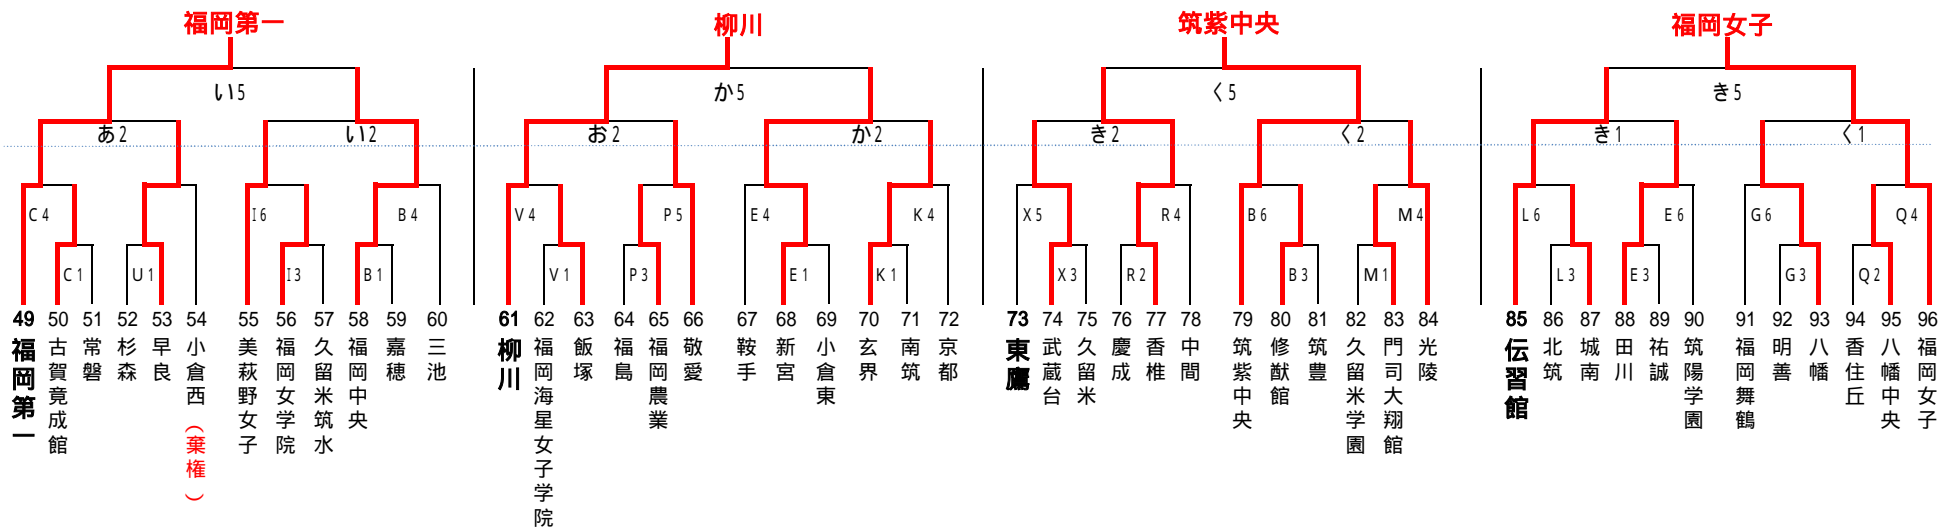 福岡第一 柳川 筑紫中央 福岡女子
い5 か5 く5 き5
あ2 い2 お2 か2 き2 く2 き1 く1
C4 I6 B4 V4 P5 E4 K4 X5 R4 B6 M4 L6 E6 G6 Q4
C1 U1 I3 B1 V1 P3 E1 K1 X3 R2 B3 M1 L3 E3 G3 Q2
49 50 51 52 53 54 55 56 57 58 59 60 61 62 63 64 65 66 67 68 69 70 71 72 73 74 75 76 77 78 79 80 81 82 83 84 85 86 87 88 89 90 91 92 93 94 95 96
福岡第一
古賀竟成館
常磐
杉森
早良
小倉西（棄権）
美萩野女子
福岡女学院
久留米筑水
福岡中央
嘉穂
三池
柳川
福岡海星女子学院
飯塚
福島
福岡農業
敬愛
鞍手
新宮
小倉東
玄界
南筑
京都
東鷹
武蔵台
久留米
慶成
香椎
中間
筑紫中央
修猷館
筑豊
久留米学園
門司大翔館
光陵
伝習館
北筑
城南
田川
祐誠
筑陽学園
福岡舞鶴
明善
八幡
香住丘
八幡中央
福岡女子